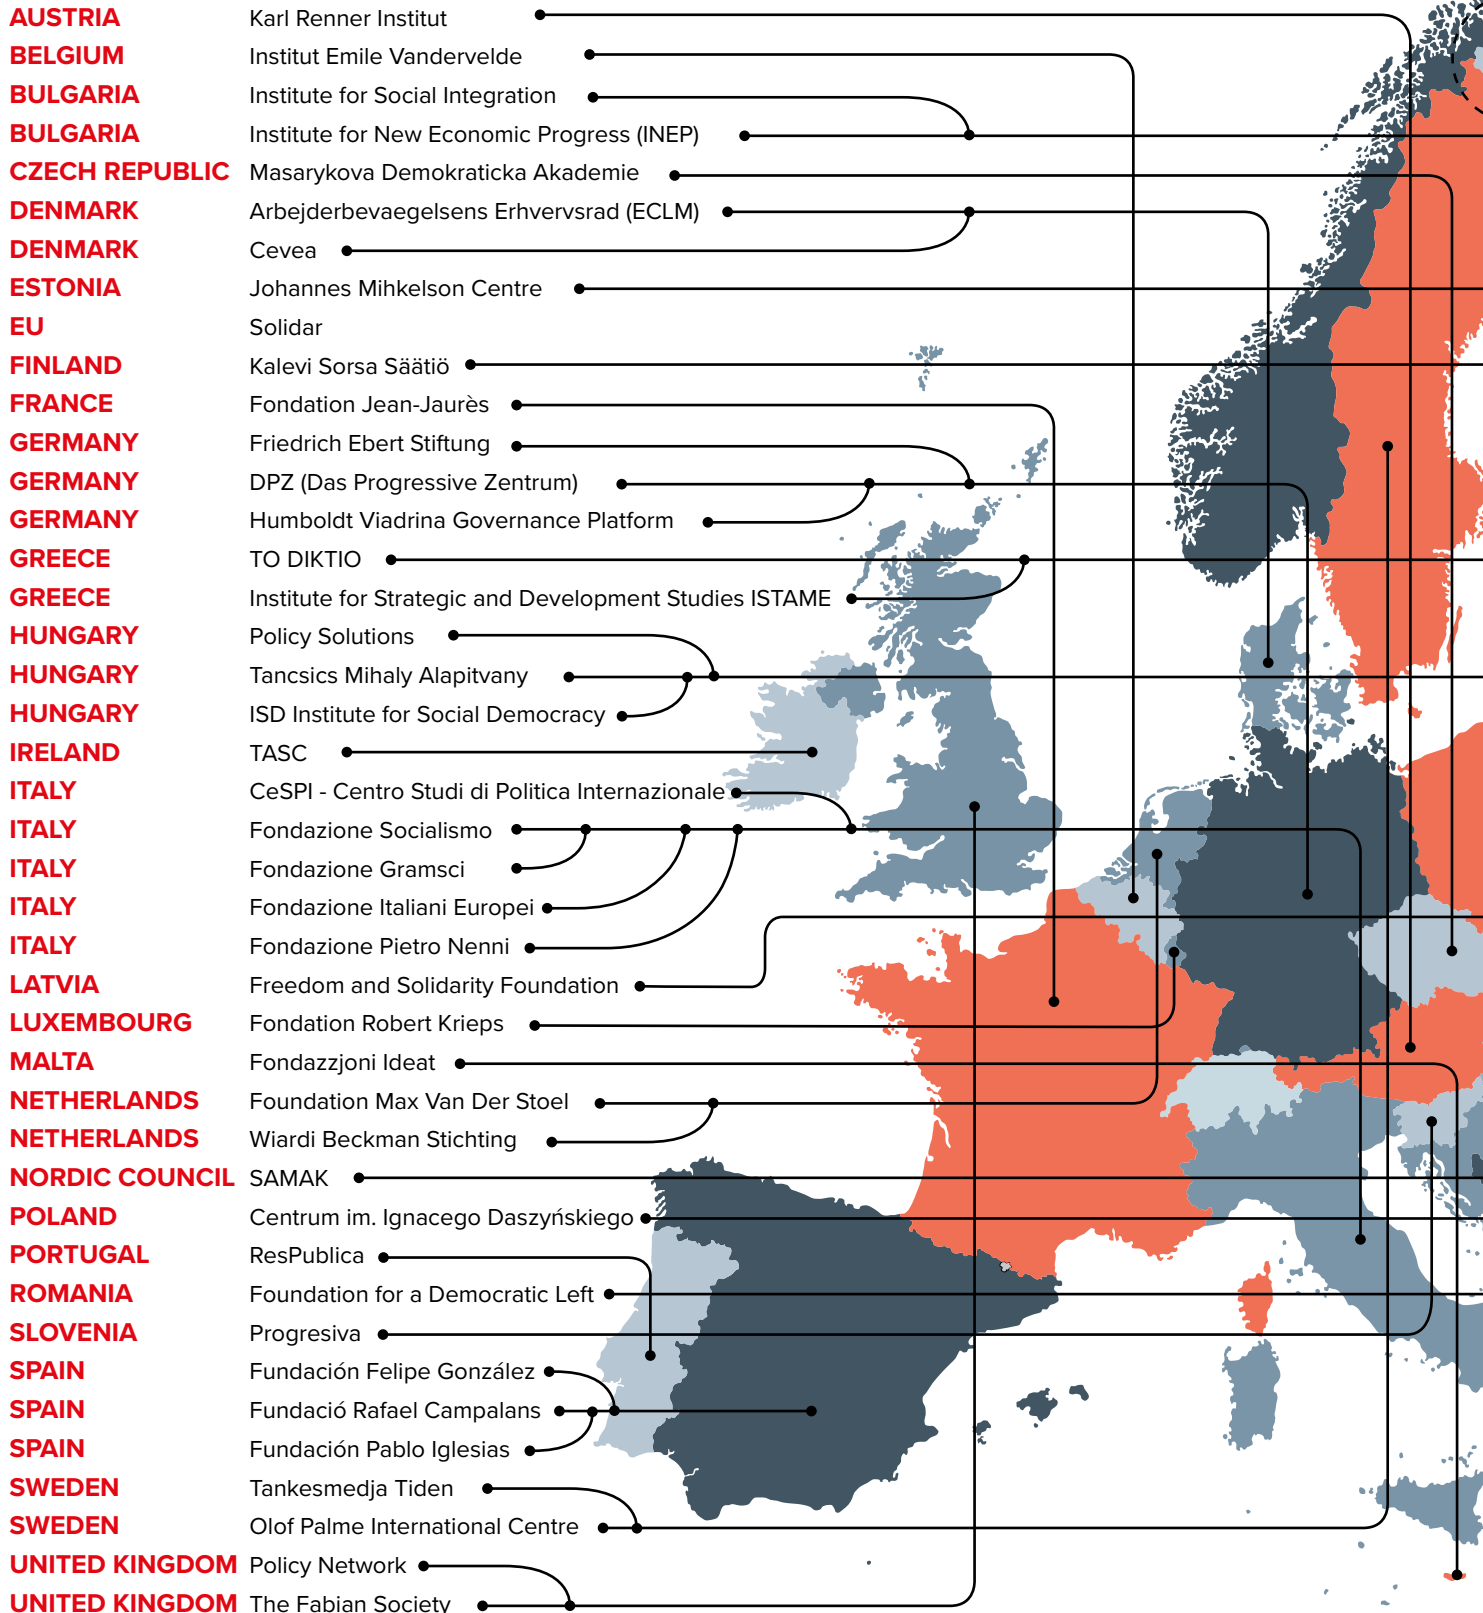 AUSTRIA Karl Renner Institut
BELGIUM Institut Emile Vandervelde
BULGARIA Institute for Social Integration
BULGARIA Institute for New Economic Progress (INEP)
CZECH REPUBLIC Masarykova Demokraticka Akademie
DENMARK Arbejderbevaegelsens Erhvervsrad (ECLM)
DENMARK Cevea
ESTONIA Johannes Mihkelson Centre
EU Solidar
FINLAND Kalevi Sorsa Säätiö
FRANCE Fondation Jean-Jaurès
GERMANY Friedrich Ebert Stiftung
GERMANY DPZ (Das Progressive Zentrum)
GERMANY Humboldt Viadrina Governance Platform
GREECE TO DIKTIO
GREECE Institute for Strategic and Development Studies ISTAME
HUNGARY Policy Solutions
HUNGARY Tancsics Mihaly Alapitvany
HUNGARY ISD Institute for Social Democracy
IRELAND TASC
ITALY CeSPI - Centro Studi di Politica Internazionale
ITALY Fondazione Socialismo
ITALY Fondazione Gramsci
ITALY Fondazione Italiani Europei
ITALY Fondazione Pietro Nenni
LATVIA Freedom and Solidarity Foundation
LUXEMBOURG Fondation Robert Krieps
MALTA Fondazzjoni Ideat
NETHERLANDS Foundation Max Van Der Stoel
NETHERLANDS Wiardi Beckman Stichting
NORDIC COUNCIL SAMAK
POLAND Centrum im. Ignacego Daszyńskiego
PORTUGAL ResPublica
ROMANIA Foundation for a Democratic Left
SLOVENIA Progresiva
SPAIN Fundación Felipe González
SPAIN Fundació Rafael Campalans
SPAIN Fundación Pablo Iglesias
SWEDEN Tankesmedja Tiden
SWEDEN Olof Palme International Centre
UNITED KINGDOM Policy Network
UNITED KINGDOM The Fabian Society